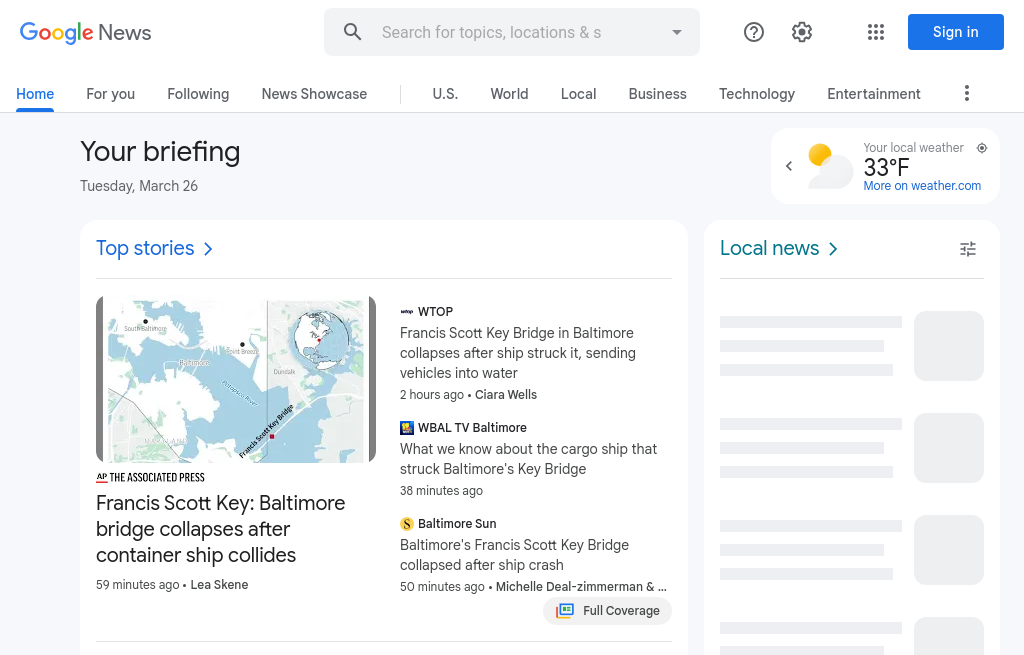 Google News
Search for topics, locations & s
Sign in
Home
For you
Following
News Showcase
U.S.
World
Local
Business
Technology
Entertainment
Your briefing
Tuesday, March 26
Your local weather
33°F
More on weather.com
Top stories
South Baltimore
Point Breeze
Baltimore
Dundalk
Patapsco River
MARYLAND
Francis Scott Key Bridge
AP THE ASSOCIATED PRESS
Francis Scott Key: Baltimore
bridge collapses after
container ship collides
59 minutes ago • Lea Skene
wtop WTOP
Francis Scott Key Bridge in Baltimore
collapses after ship struck it, sending
vehicles into water
2 hours ago • Ciara Wells
WBAL TV Baltimore
What we know about the cargo ship that
struck Baltimore's Key Bridge
38 minutes ago
S Baltimore Sun
Baltimore's Francis Scott Key Bridge
collapsed after ship crash
50 minutes ago • Michelle Deal-zimmerman & ...
Full Coverage
Local news